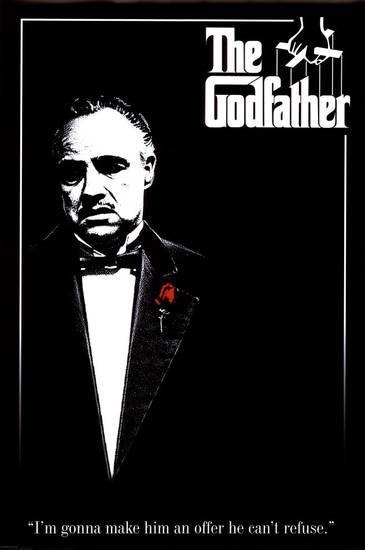 The
Godfather
“I'm gonna make him an offer he can't refuse.”